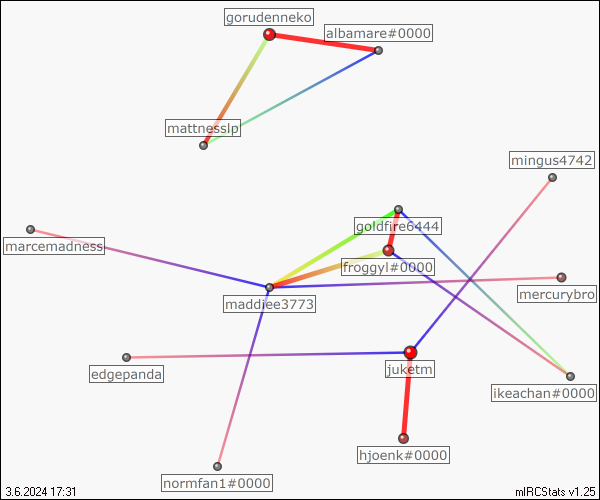 gorudenneko
albamare#0000
mattnesslp
mingus4742
goldfire6444
marcemadness
froggyl#0000
mercurybro
maddiee3773
edgepanda
juketm
ikeachan#0000
hjoenk#0000
normfan1#0000
3.6.2024 17:31
mIRCStats v1.25